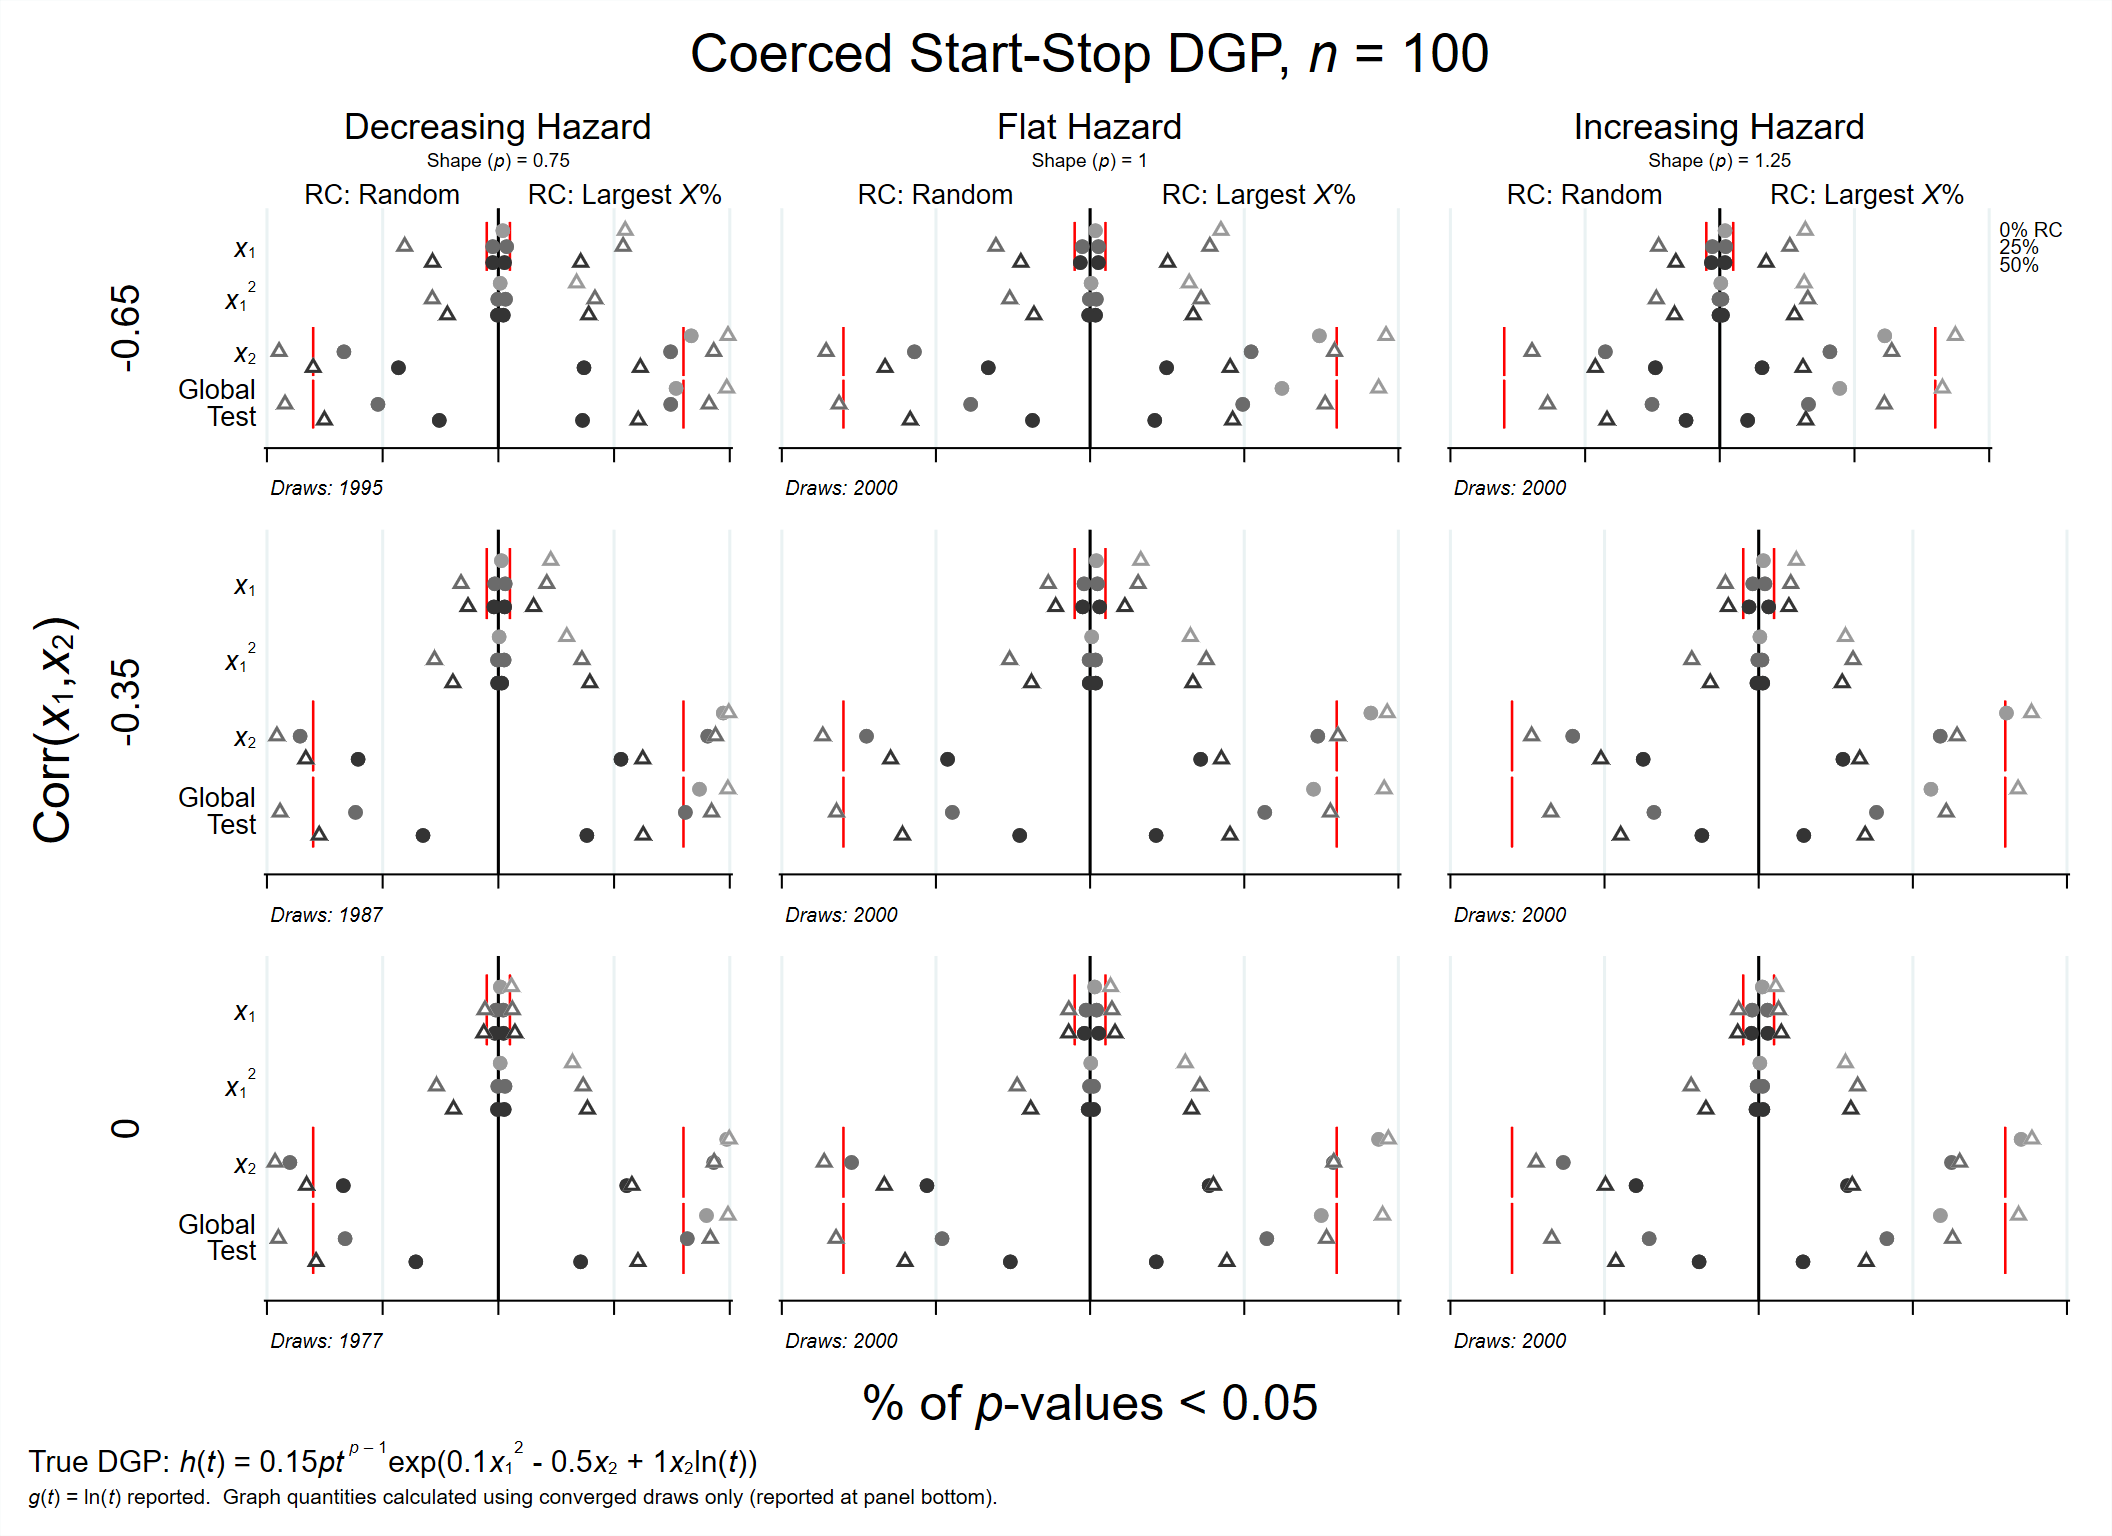 Coerced Start-Stop DGP, n = 100
Decreasing Hazard
Shape (p) = 0.75
RC: Random RC: Largest X%
Flat Hazard
Shape (p) = 1
RC: Random RC: Largest X%
Increasing Hazard
Shape (p) = 1.25
RC: Random RC: Largest X%
0% RC
25%
50%
Corr(x₁,x₂)
-0.65
x₁
x₁²
x₂
Global
Test
Draws: 1995
Draws: 2000
Draws: 2000
-0.35
x₁
x₁²
x₂
Global
Test
Draws: 1987
Draws: 2000
Draws: 2000
0
x₁
x₁²
x₂
Global
Test
Draws: 1977
Draws: 2000
Draws: 2000
% of p-values < 0.05
True DGP: h(t) = 0.15pt^(p – 1) exp(0.1x₁² - 0.5x₂ + 1x₂ln(t))
g(t) = ln(t) reported. Graph quantities calculated using converged draws only (reported at panel bottom).